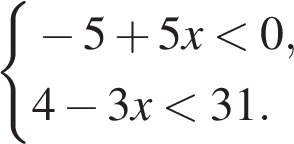 − 5 + 5x < 0,
4 − 3x < 31.